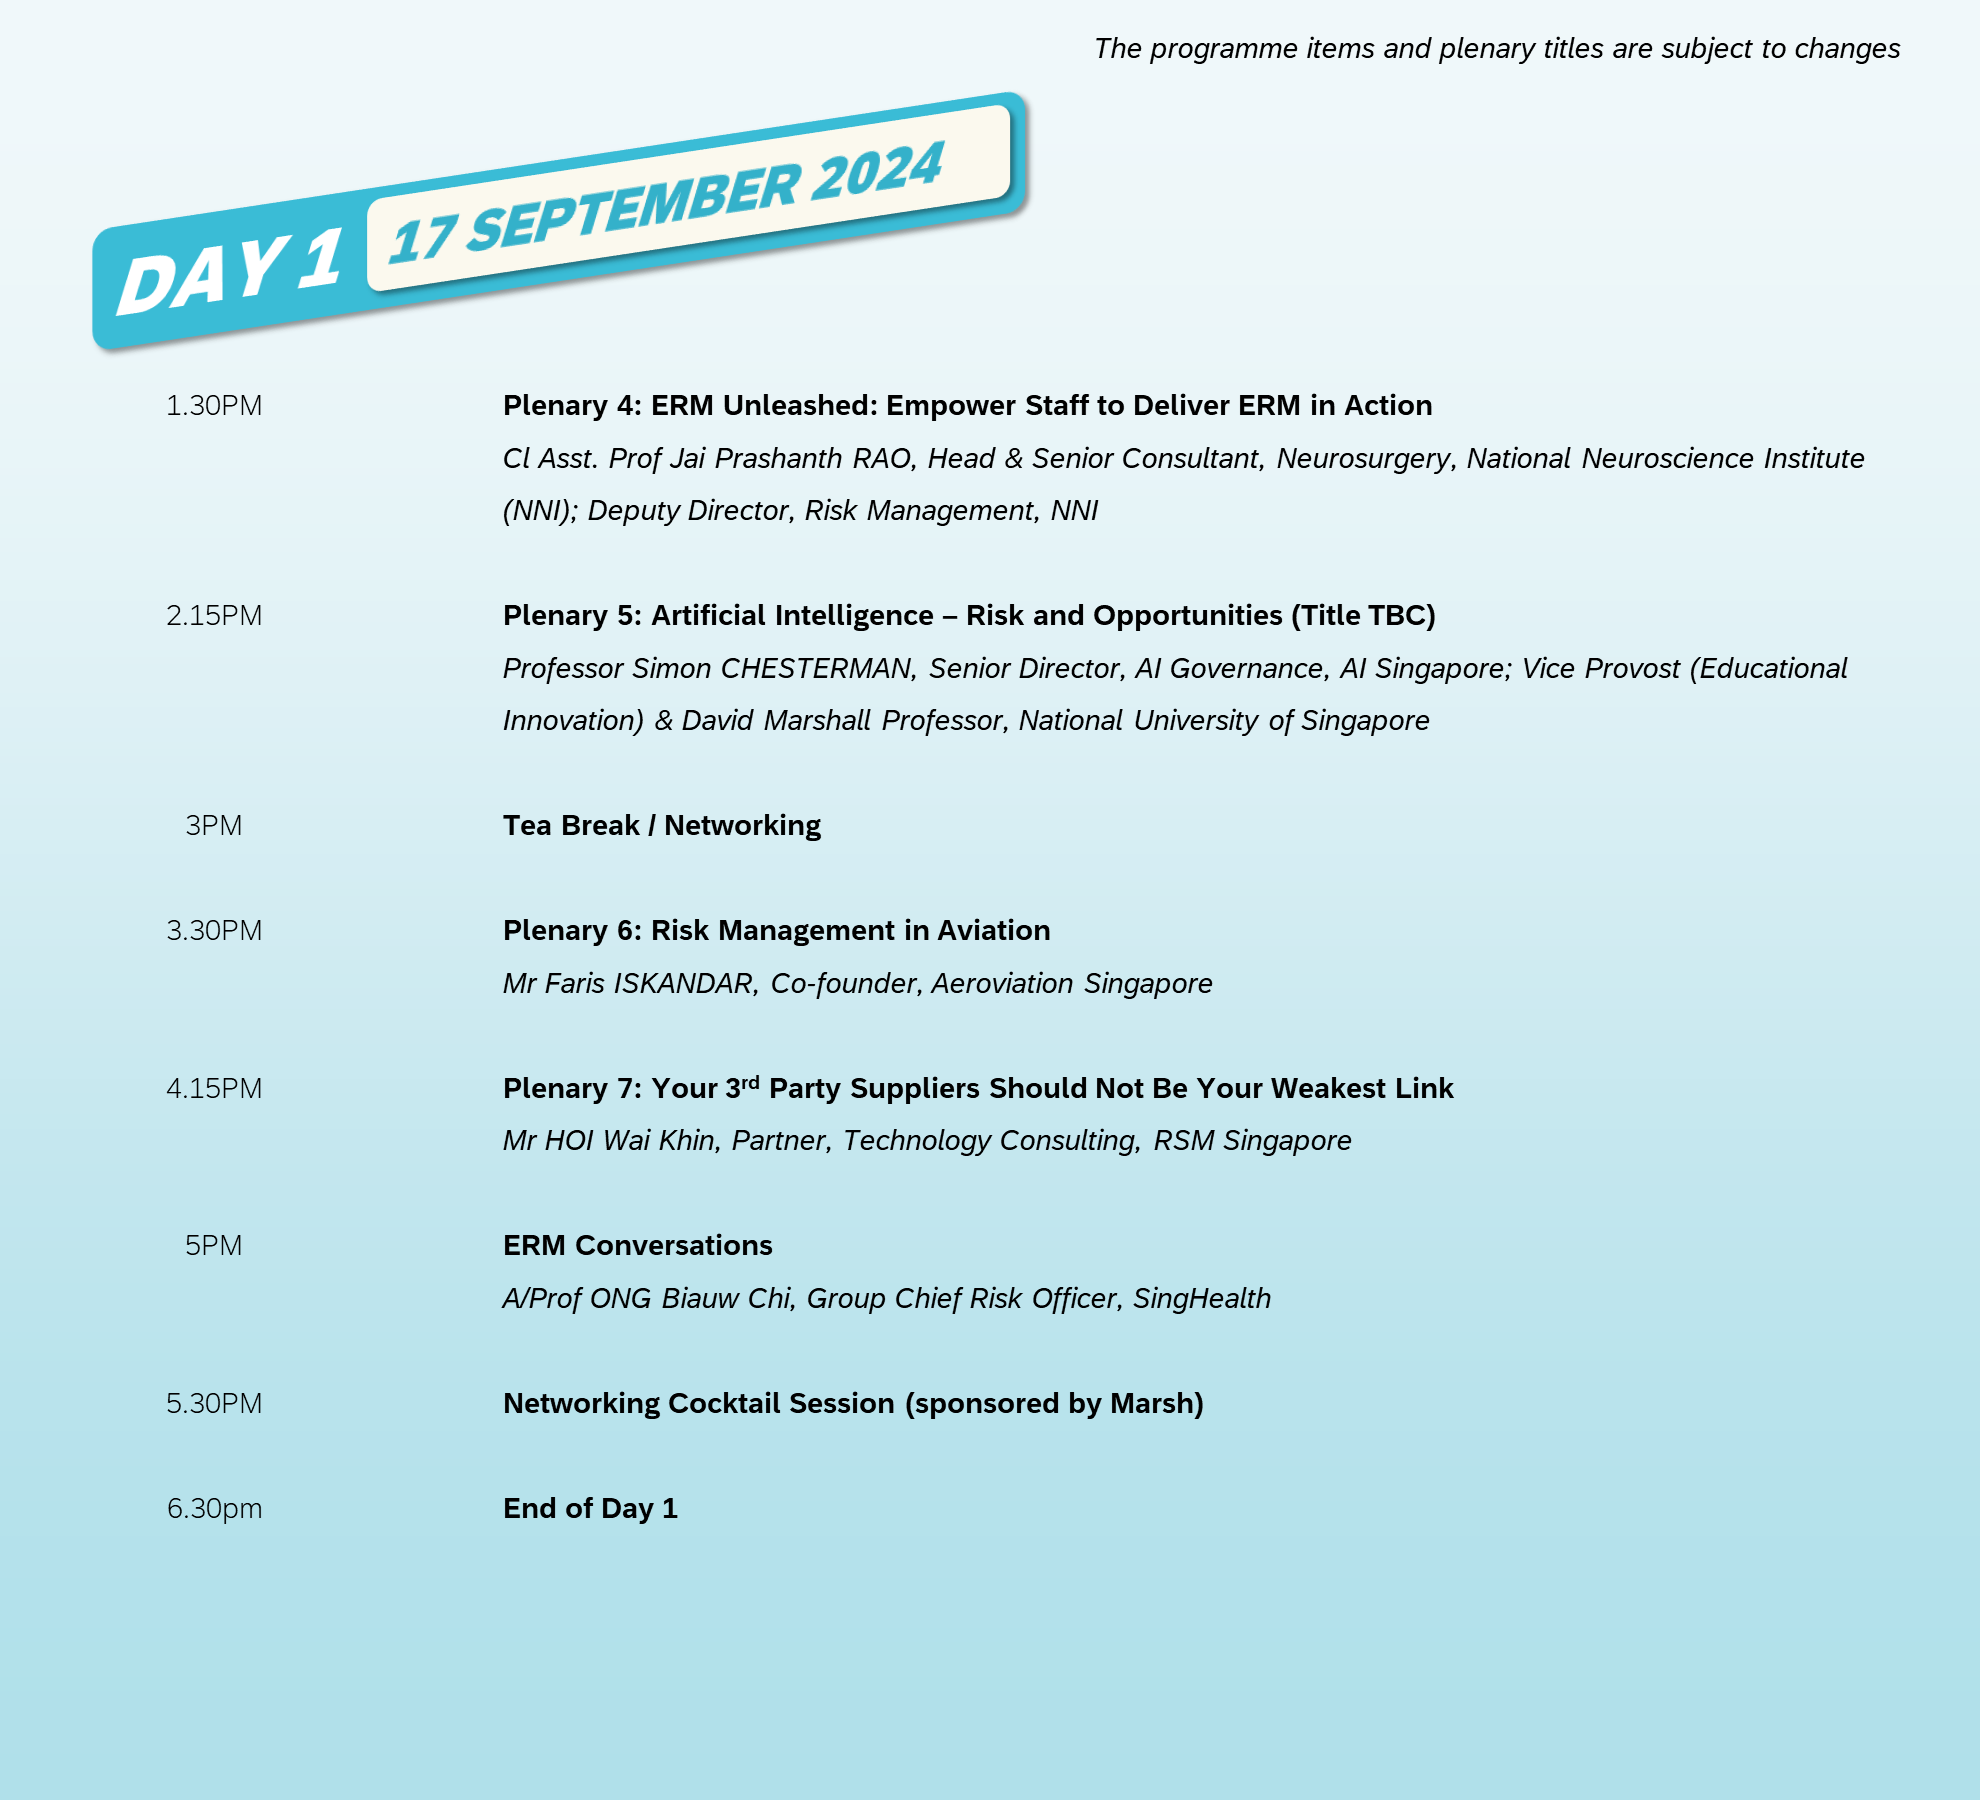 The programme items and plenary titles are subject to changes
DAY 1 17 SEPTEMBER 2024
1.30PM Plenary 4: ERM Unleashed: Empower Staff to Deliver ERM in Action
Cl Asst. Prof Jai Prashanth RAO, Head & Senior Consultant, Neurosurgery, National Neuroscience Institute
(NNI); Deputy Director, Risk Management, NNI
2.15PM Plenary 5: Artificial Intelligence – Risk and Opportunities (Title TBC)
Professor Simon CHESTERMAN, Senior Director, AI Governance, AI Singapore; Vice Provost (Educational
Innovation) & David Marshall Professor, National University of Singapore
3PM Tea Break / Networking
3.30PM Plenary 6: Risk Management in Aviation
Mr Faris ISKANDAR, Co-founder, Aeroviation Singapore
4.15PM Plenary 7: Your 3rd Party Suppliers Should Not Be Your Weakest Link
Mr HOI Wai Khin, Partner, Technology Consulting, RSM Singapore
5PM ERM Conversations
A/Prof ONG Biauw Chi, Group Chief Risk Officer, SingHealth
5.30PM Networking Cocktail Session (sponsored by Marsh)
6.30pm End of Day 1